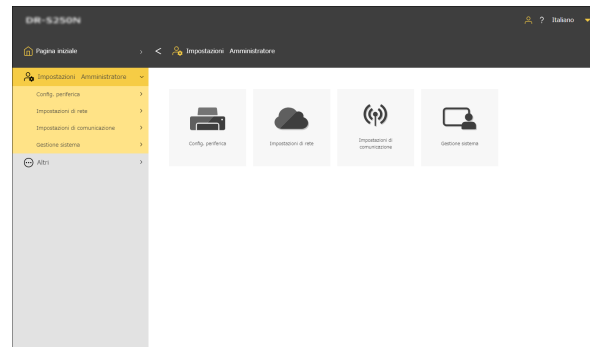 DR-S250N
? Italiano
Pagina iniziale
Impostazioni Amministratore
Impostazioni Amministratore
Config. periferica
Impostazioni di rete
Impostazioni di comunicazione
Gestione sistema
Altri
Config. periferica
Impostazioni di rete
Impostazioni di
comunicazione
Gestione sistema